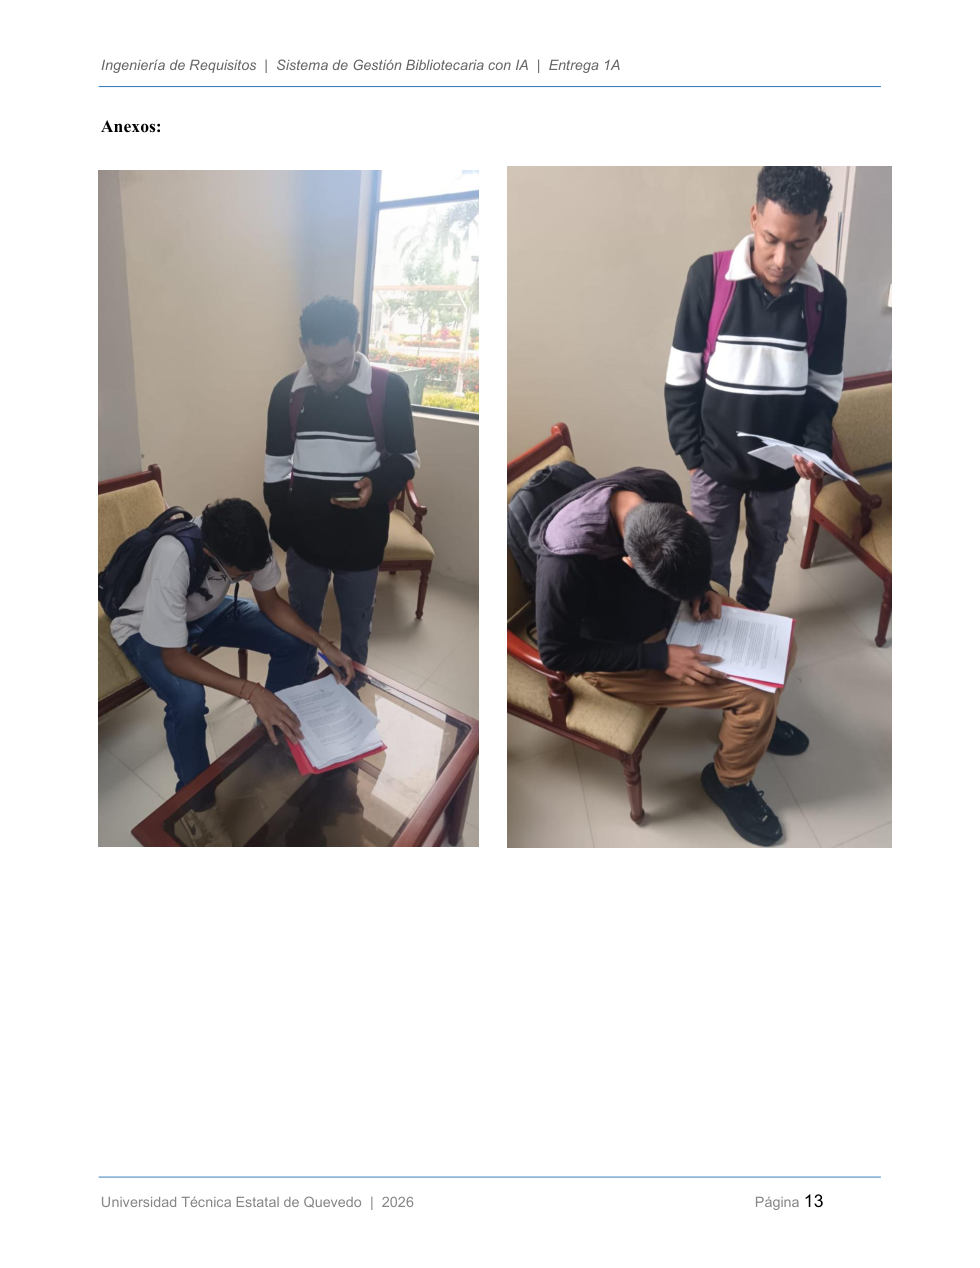 Ingeniería de Requisitos | Sistema de Gestión Bibliotecaria con IA | Entrega 1A
Anexos:
Universidad Técnica Estatal de Quevedo | 2026
Página 13